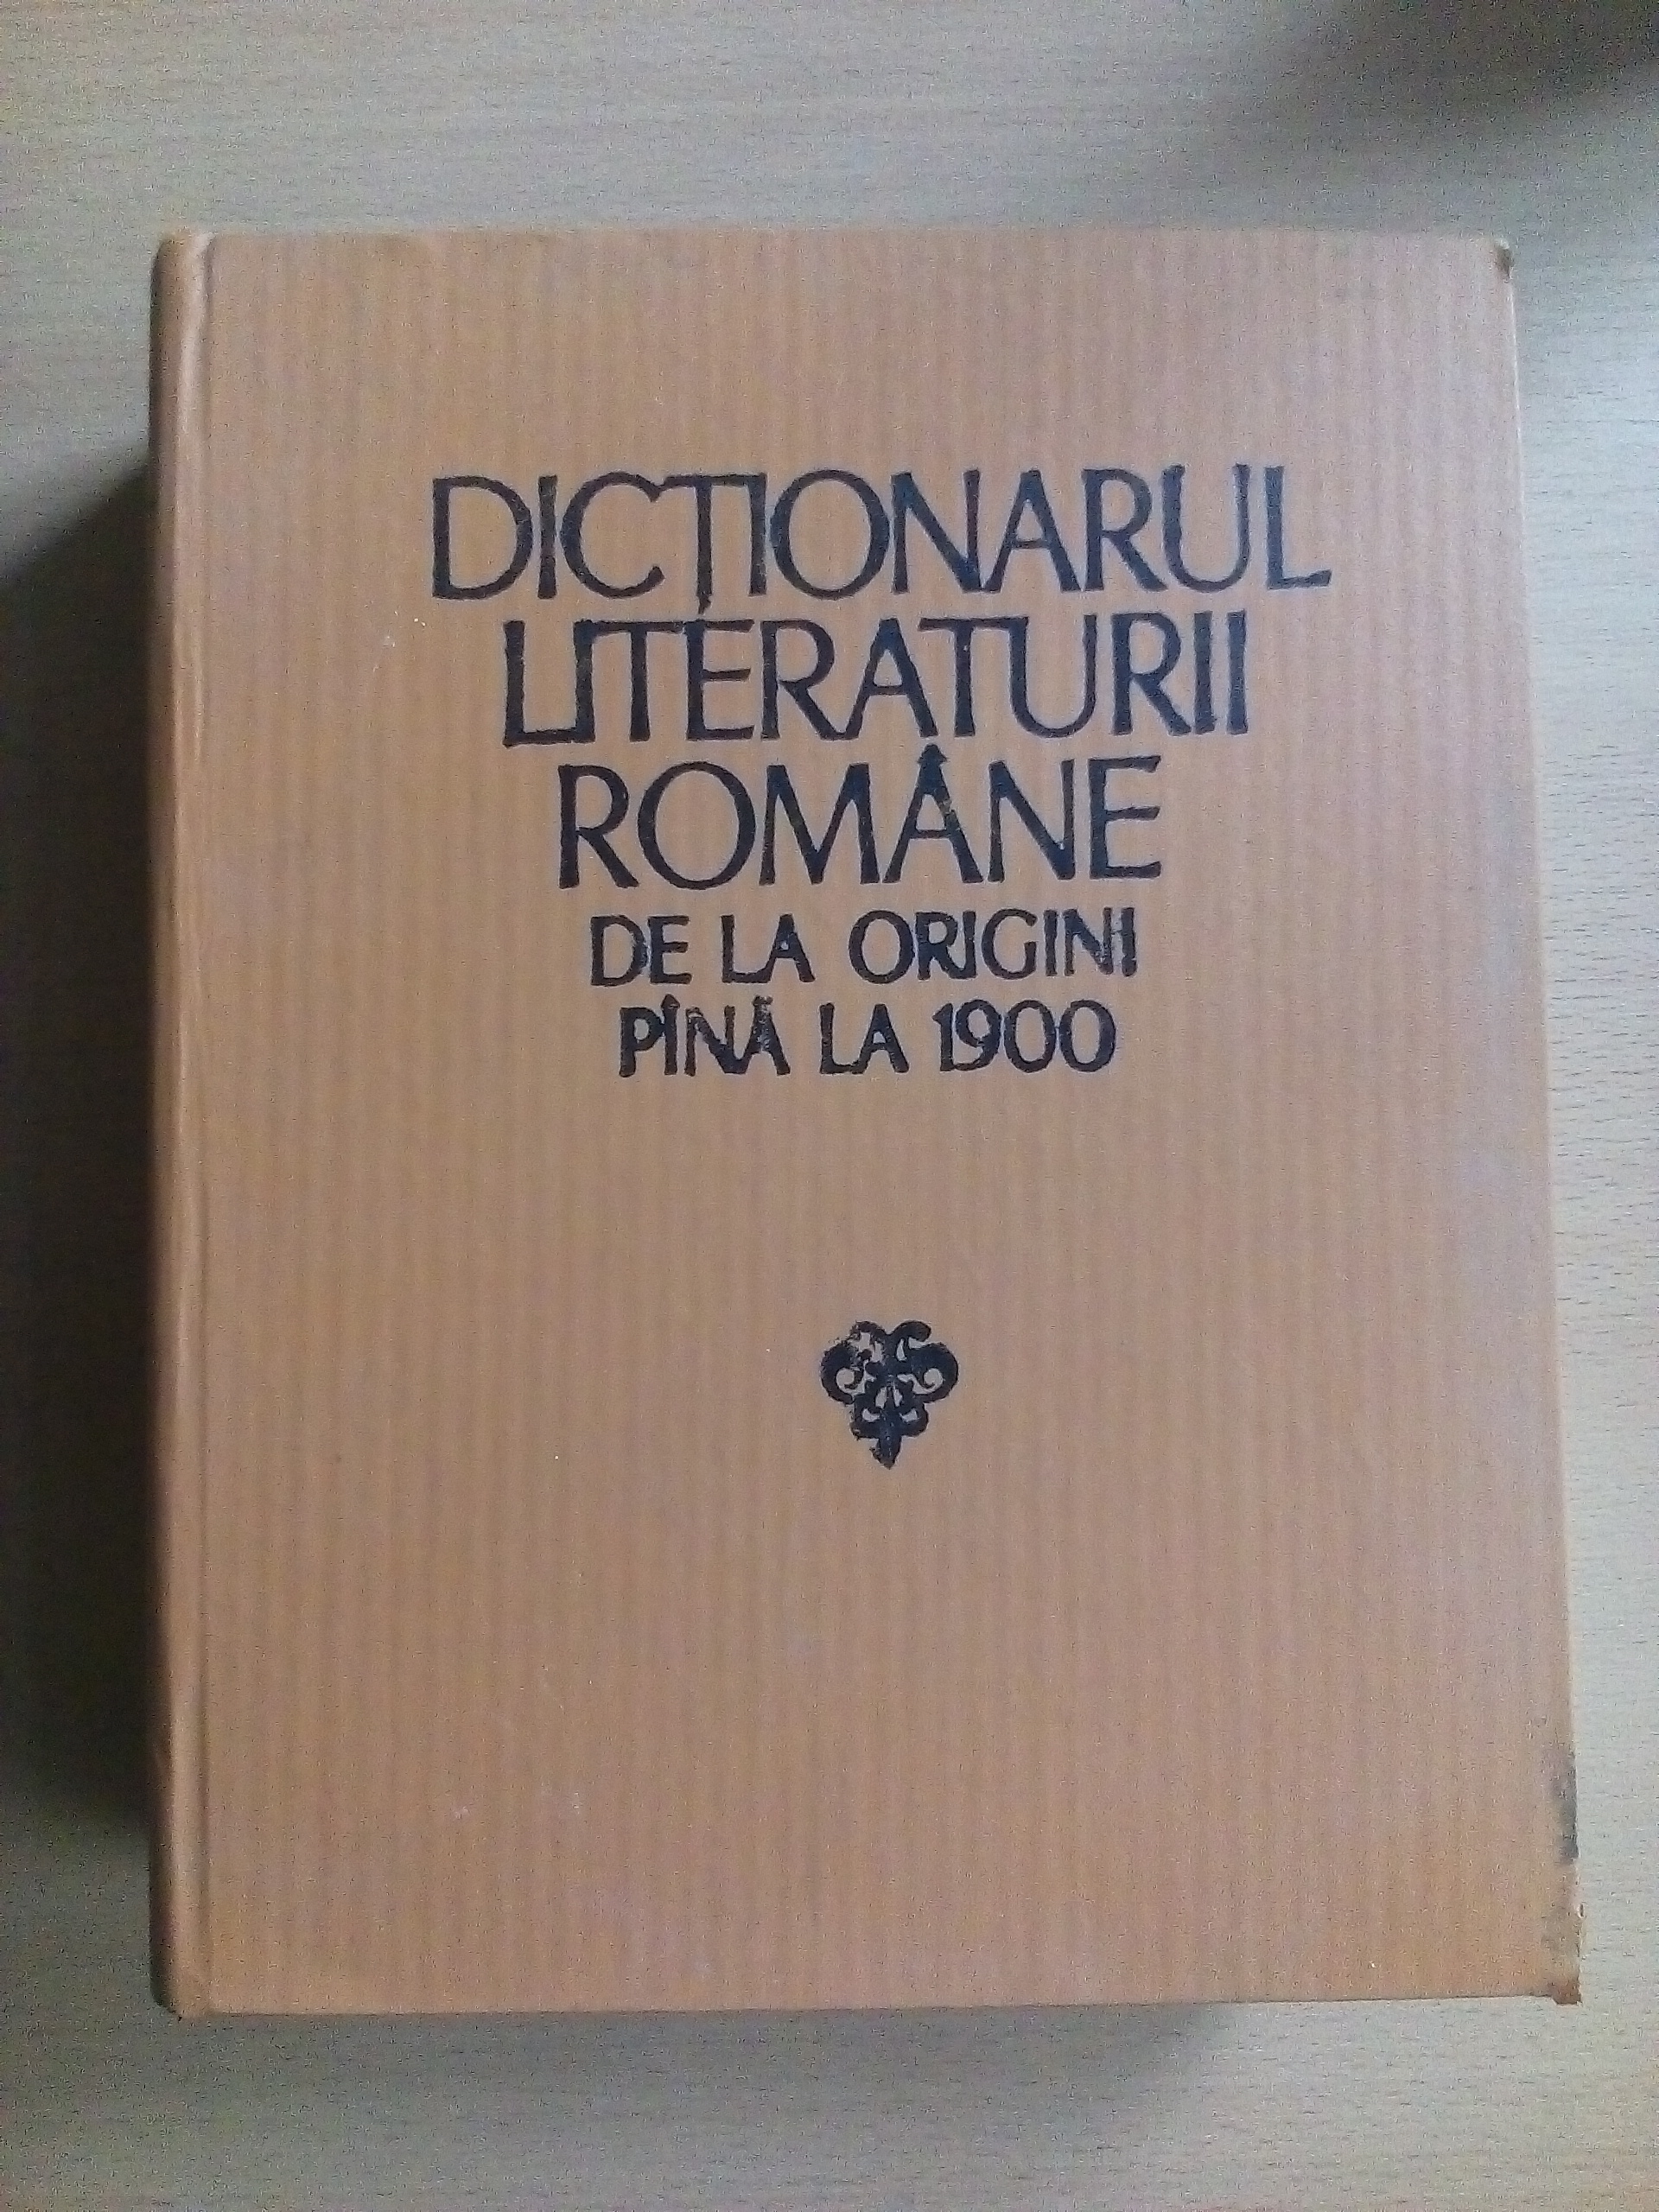 DICȚIONARUL
LITERATURII
ROMÂNE
DE LA ORIGINI
PÎNĂ LA 1900